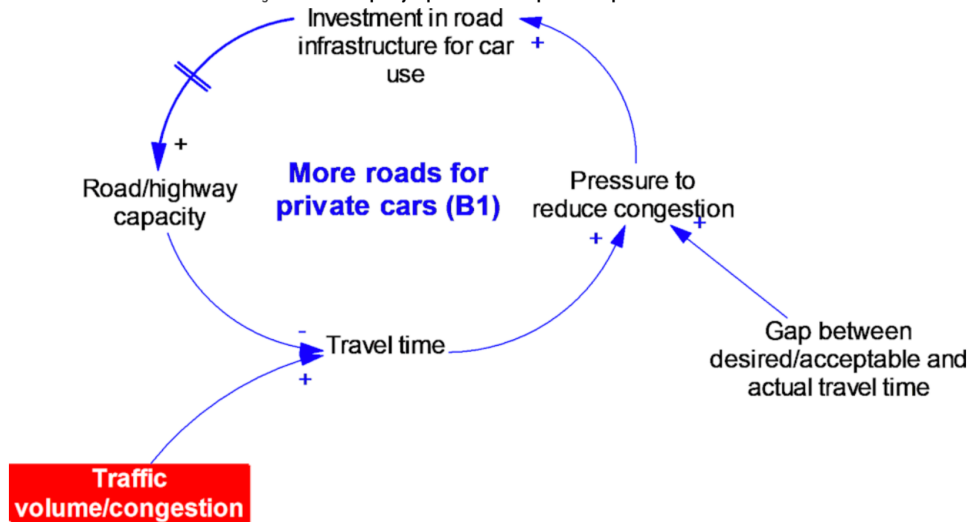 Investment in road
infrastructure for car
use
+
+
Road/highway
capacity
More roads for
private cars (B1)
Pressure to
reduce congestion
+
+
-
Travel time
+
Gap between
desired/acceptable and
actual travel time
Traffic
volume/congestion